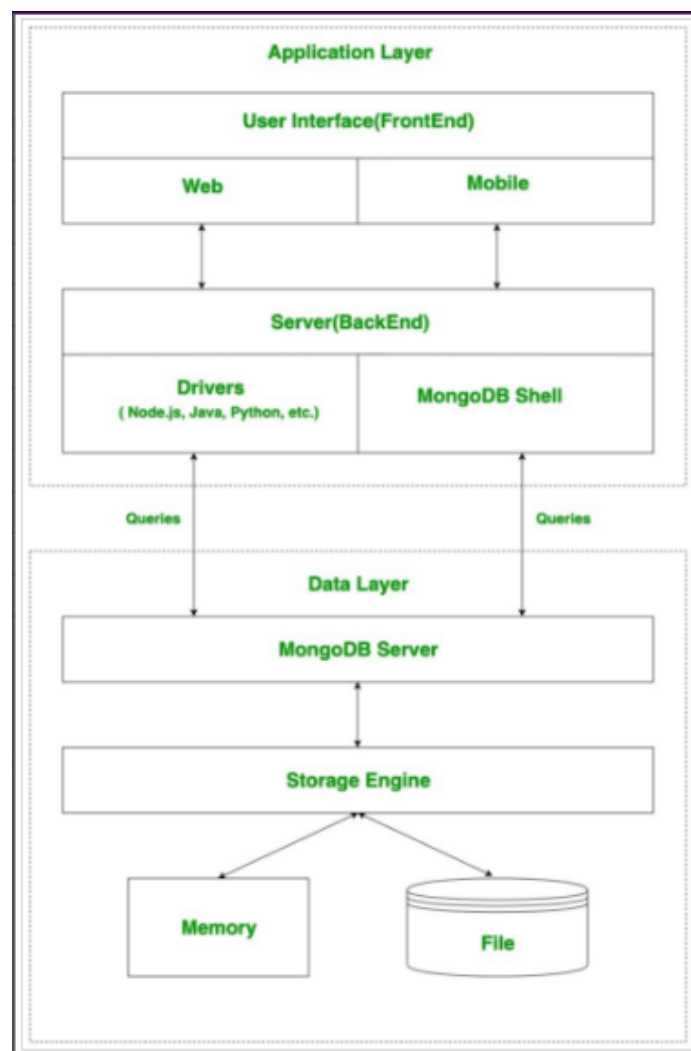 Application Layer
User Interface(FrontEnd)
Web
Mobile
Server(BackEnd)
Drivers
( Node.js, Java, Python, etc.)
MongoDB Shell
Queries
Queries
Data Layer
MongoDB Server
Storage Engine
Memory
File